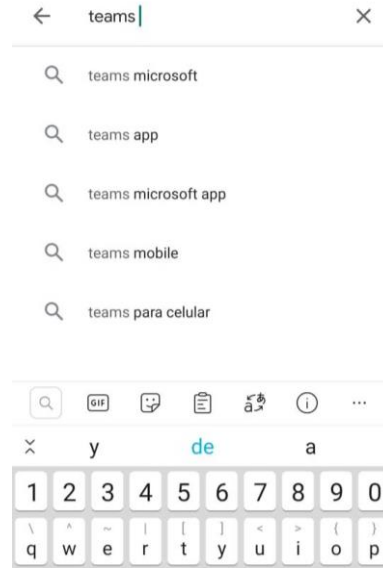 teams
teams microsoft
teams app
teams microsoft app
teams mobile
teams para celular
GIF
y de a
1 2 3 4 5 6 7 8 9 0
\ ^ ~ | [ ] < > { }
q w e r t y u i o p